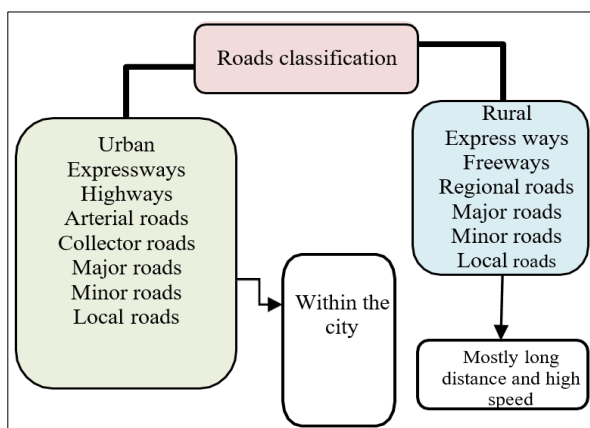 Roads classification
Urban
Expressways
Highways
Arterial roads
Collector roads
Major roads
Minor roads
Local roads
Within the
city
Rural
Express ways
Freeways
Regional roads
Major roads
Minor roads
Local roads
Mostly long
distance and high
speed